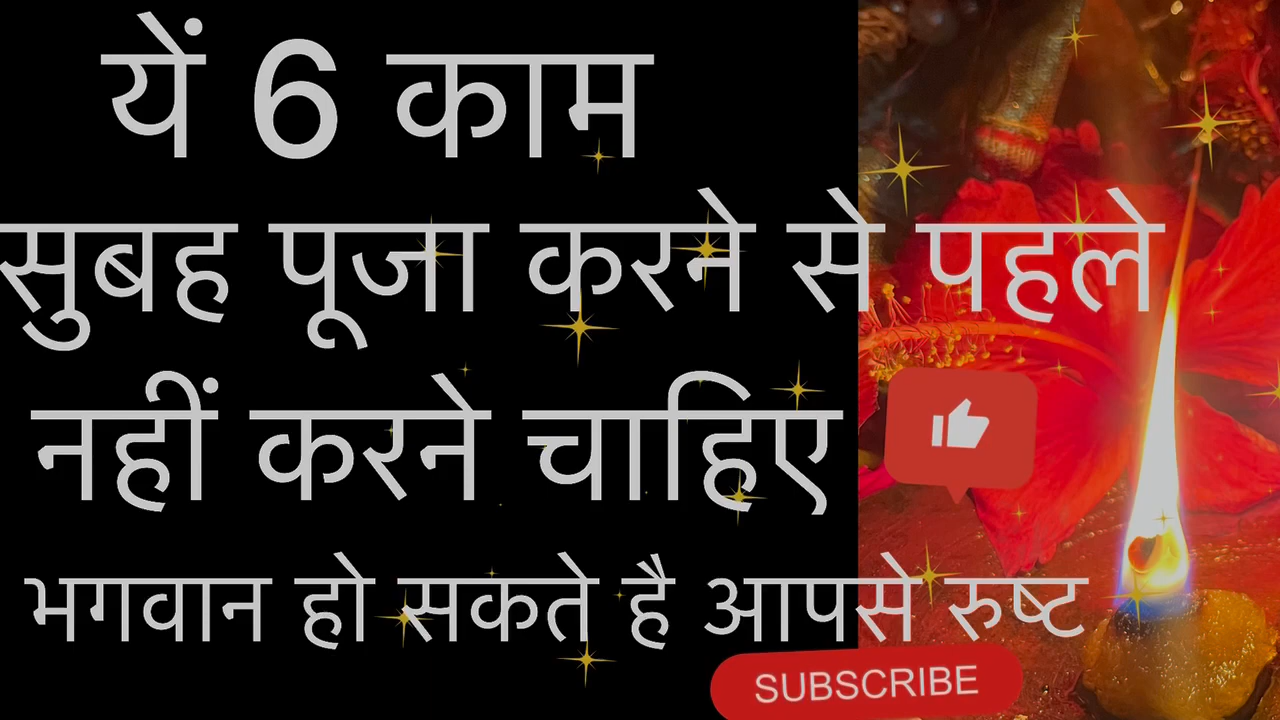 यें 6 काम
सुबह पूजा करने से पहले
नहीं करने चाहिए
भगवान हो सकते है आपसे रुष्ट
SUBSCRIBE